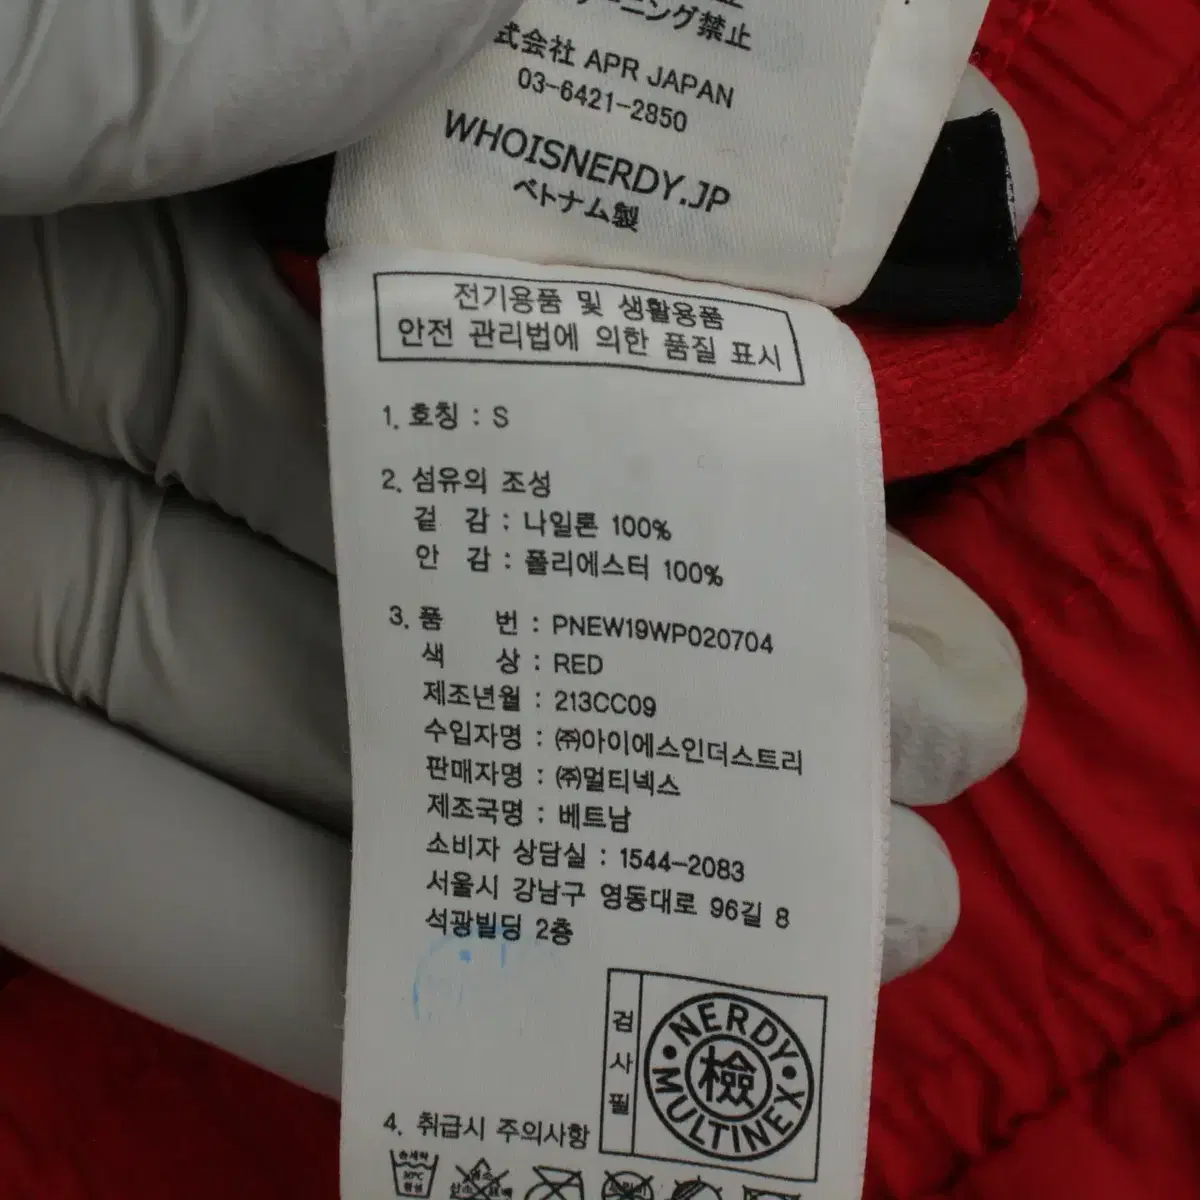 ニング禁止
式会社 APR JAPAN
03-6421-2850
WHOISNERDY.JP
ベトナム製
전기용품 및 생활용품
안전 관리법에 의한 품질 표시
1. 호칭 : S
2. 섬유의 조성
겉 감 : 나일론 100%
안 감 : 폴리에스터 100%
3. 품 번 : PNEW19WP020704
색 상 : RED
제조년월 : 213CC09
수입자명 : ㈜아이에스인더스트리
판매자명 : ㈜멀티넥스
제조국명 : 베트남
소비자 상담실 : 1544-2083
서울시 강남구 영동대로 96길 8
석광빌딩 2층
검사필
NERDY
檢
MULTINEX
4. 취급시 주의사항
손세탁
30℃
중성